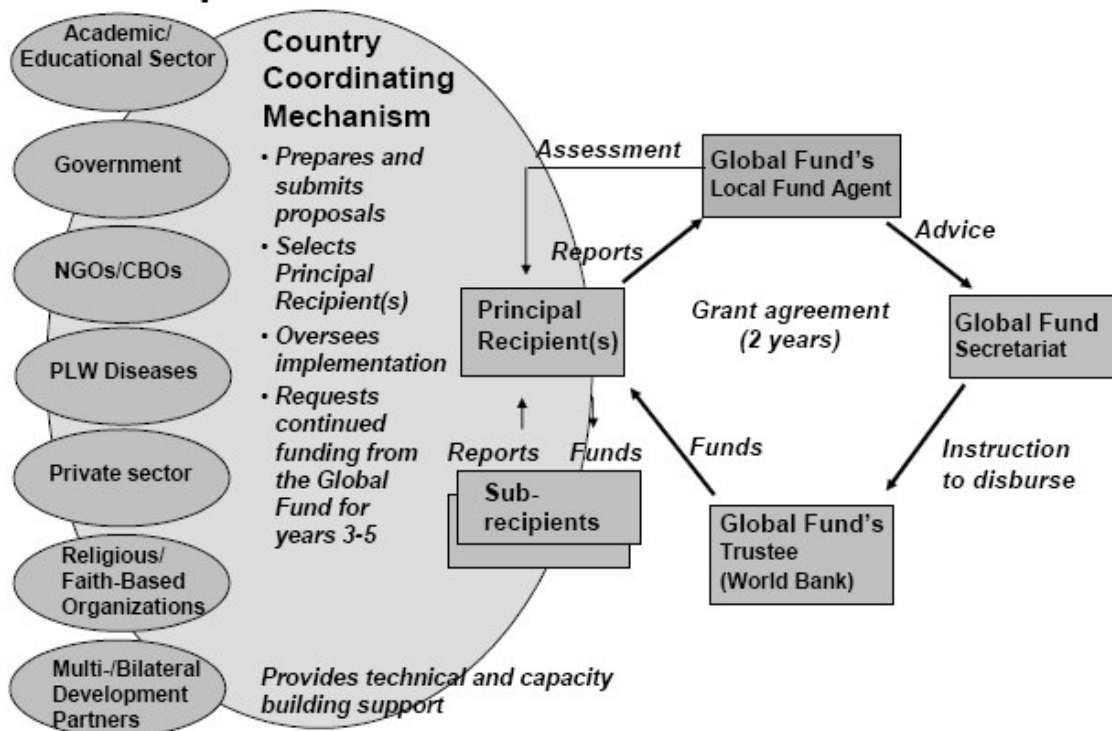 Academic/
Educational Sector
Government
NGOs/CBOs
PLW Diseases
Private sector
Religious/
Faith-Based
Organizations
Multi-/Bilateral
Development
Partners
Country
Coordinating
Mechanism
• Prepares and
submits
proposals
• Selects
Principal
Recipient(s)
• Oversees
implementation
• Requests
continued
funding from
the Global
Fund for
years 3-5
Provides technical and capacity
building support
Assessment
Global Fund's
Local Fund Agent
Reports
Advice
Principal
Recipient(s)
Grant agreement
(2 years)
Global Fund
Secretariat
Reports
Funds
Funds
Instruction
to disburse
Sub-
recipients
Global Fund's
Trustee
(World Bank)